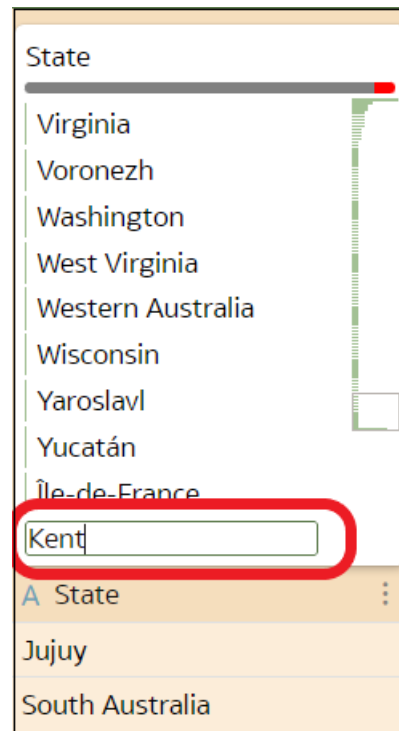 State
Virginia
Voronezh
Washington
West Virginia
Western Australia
Wisconsin
Yaroslavl
Yucatán
Île-de-France
Kent
A State
Jujuy
South Australia